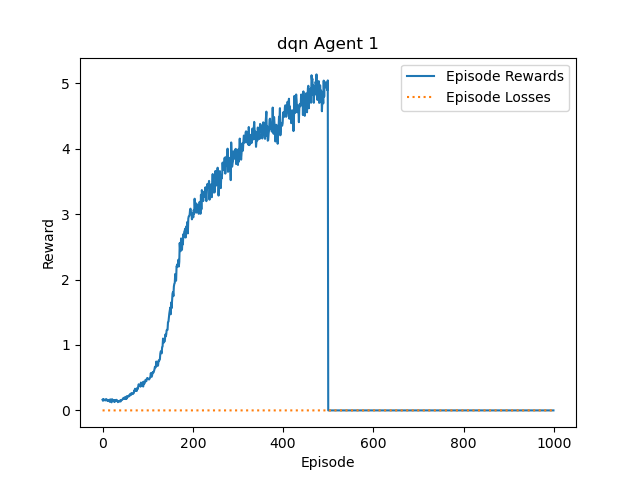 dqn Agent 1
Episode Rewards
Episode Losses
Reward
5
4
3
2
1
0
0 200 400 600 800 1000
Episode